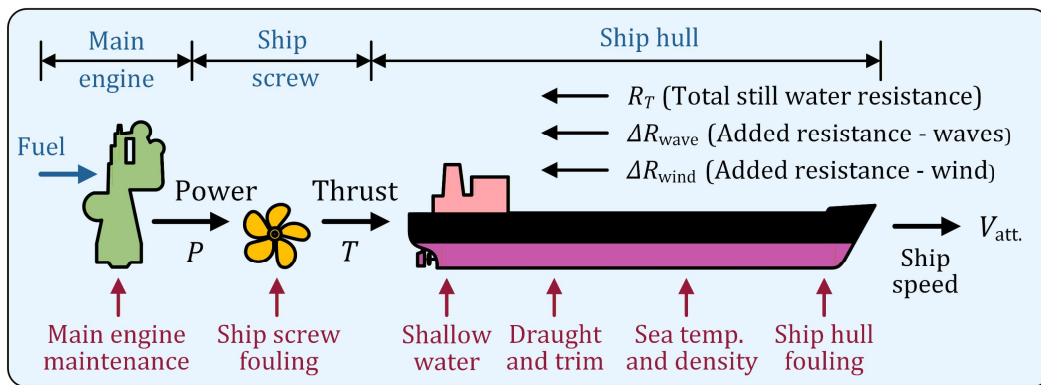 Main
engine
Ship
screw
Ship hull
R_T (Total still water resistance)
ΔR_wave (Added resistance - waves)
ΔR_wind (Added resistance - wind)
Fuel
Power
P
Thrust
T
V_att.
Ship
speed
Main engine
maintenance
Ship screw
fouling
Shallow
water
Draught
and trim
Sea temp.
and density
Ship hull
fouling